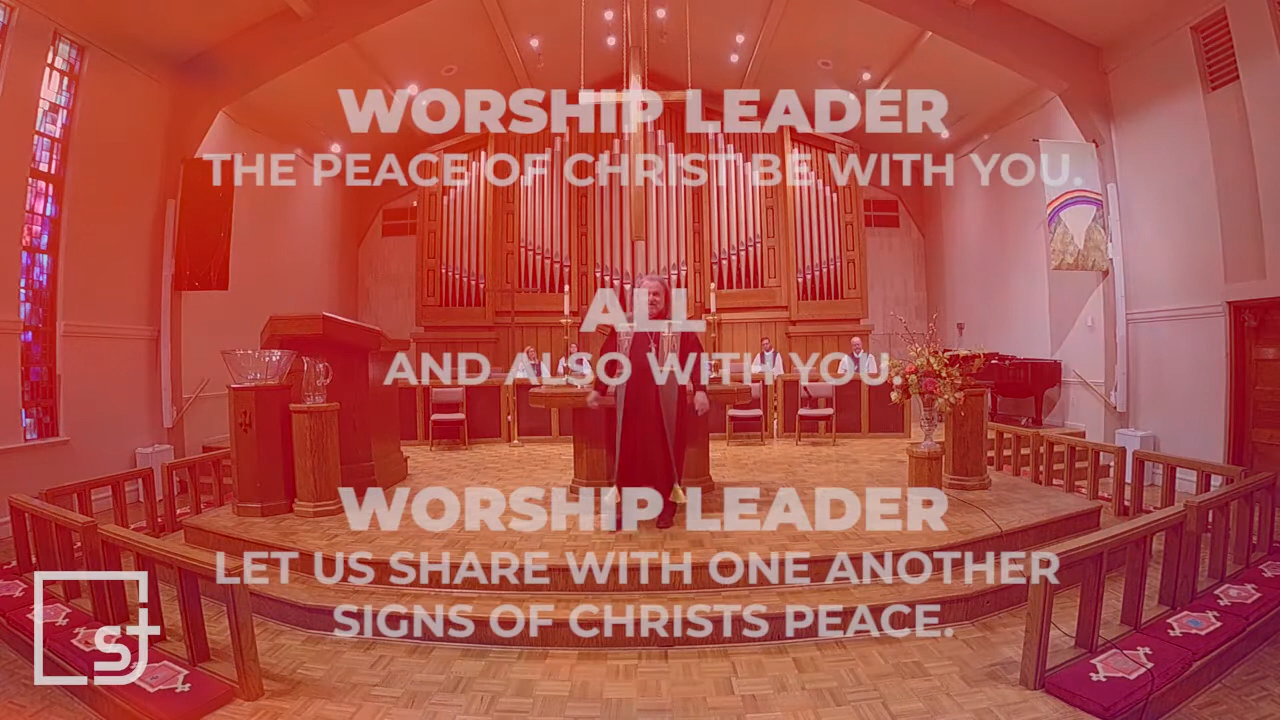 WORSHIP LEADER
THE PEACE OF CHRIST BE WITH YOU.
ALL
AND ALSO WITH YOU.
WORSHIP LEADER
LET US SHARE WITH ONE ANOTHER
SIGNS OF CHRISTS PEACE.
st